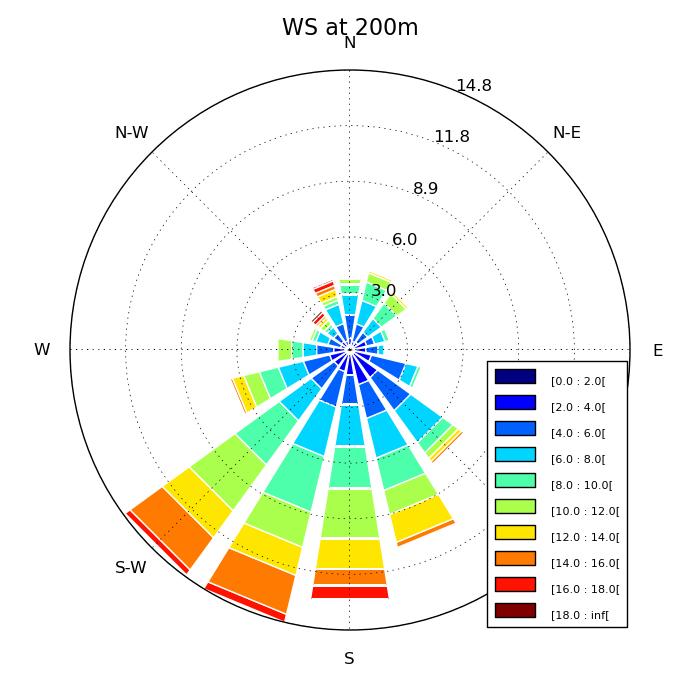 WS at 200m
N
14.8
N-W
N-E
11.8
8.9
6.0
3.0
W
E
[0.0 : 2.0[
[2.0 : 4.0[
[4.0 : 6.0[
[6.0 : 8.0[
[8.0 : 10.0[
[10.0 : 12.0[
[12.0 : 14.0[
[14.0 : 16.0[
[16.0 : 18.0[
[18.0 : inf[
S-W
S